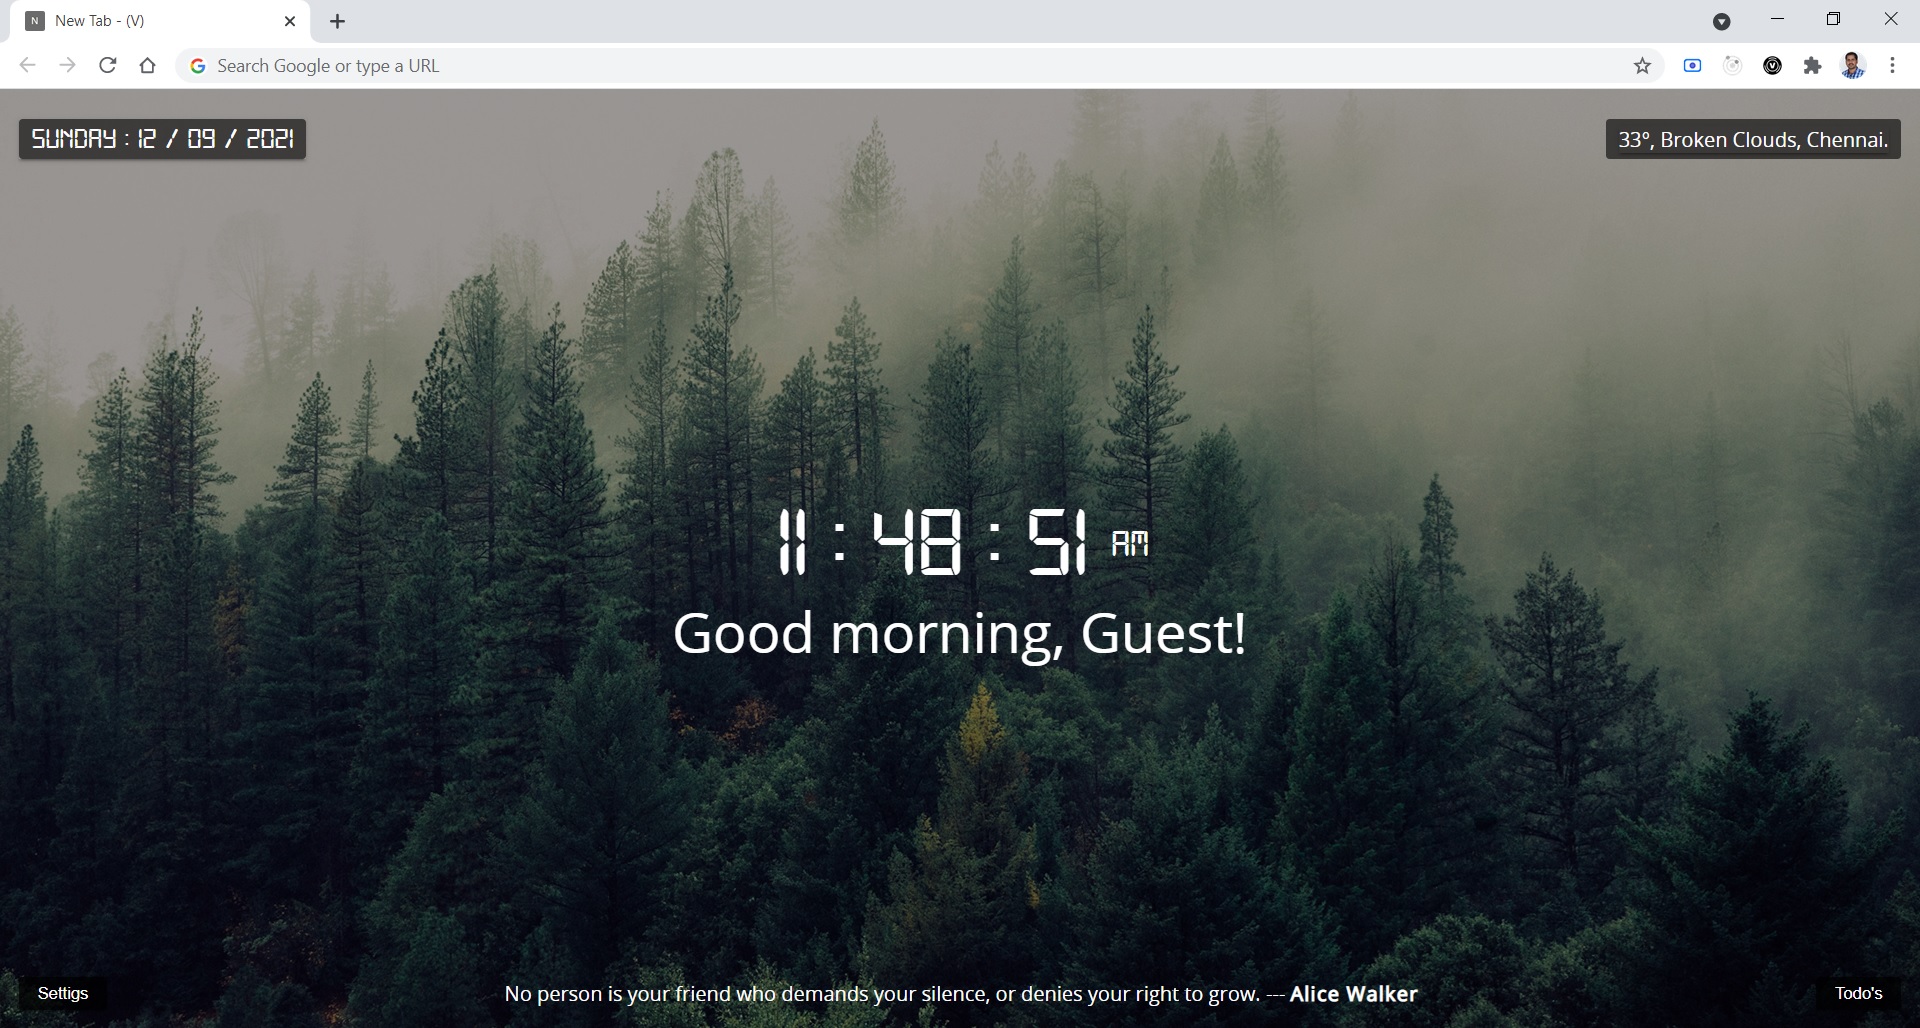 N New Tab - (V)
Search Google or type a URL
SUNDAY : 12 / 09 / 2021
33°, Broken Clouds, Chennai.
11 : 48 : 51 AM
Good morning, Guest!
Settigs
No person is your friend who demands your silence, or denies your right to grow. --- Alice Walker
Todo's